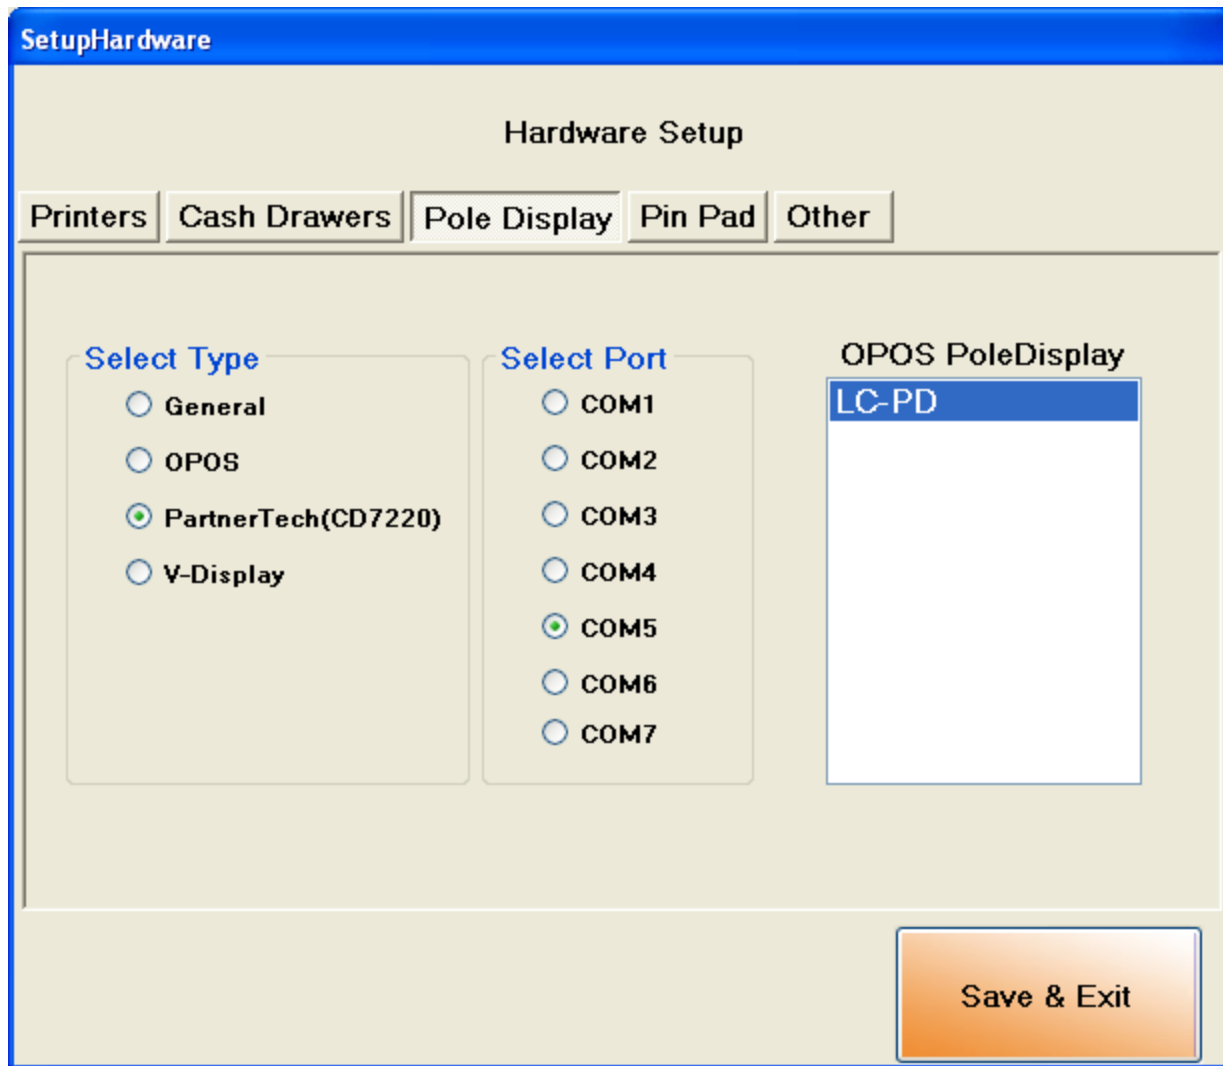 SetupHardware
Hardware Setup
Printers Cash Drawers Pole Display Pin Pad Other
Select Type
General
OPOS
PartnerTech(CD7220)
V-Display
Select Port
COM1
COM2
COM3
COM4
COM5
COM6
COM7
OPOS PoleDisplay
LC-PD
Save & Exit